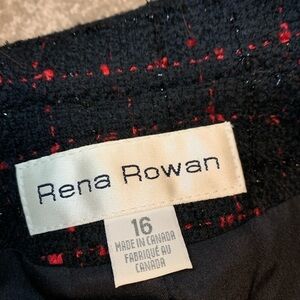 Rena Rowan
16
MADE IN CANADA
FABRIQUÉ AU
CANADA